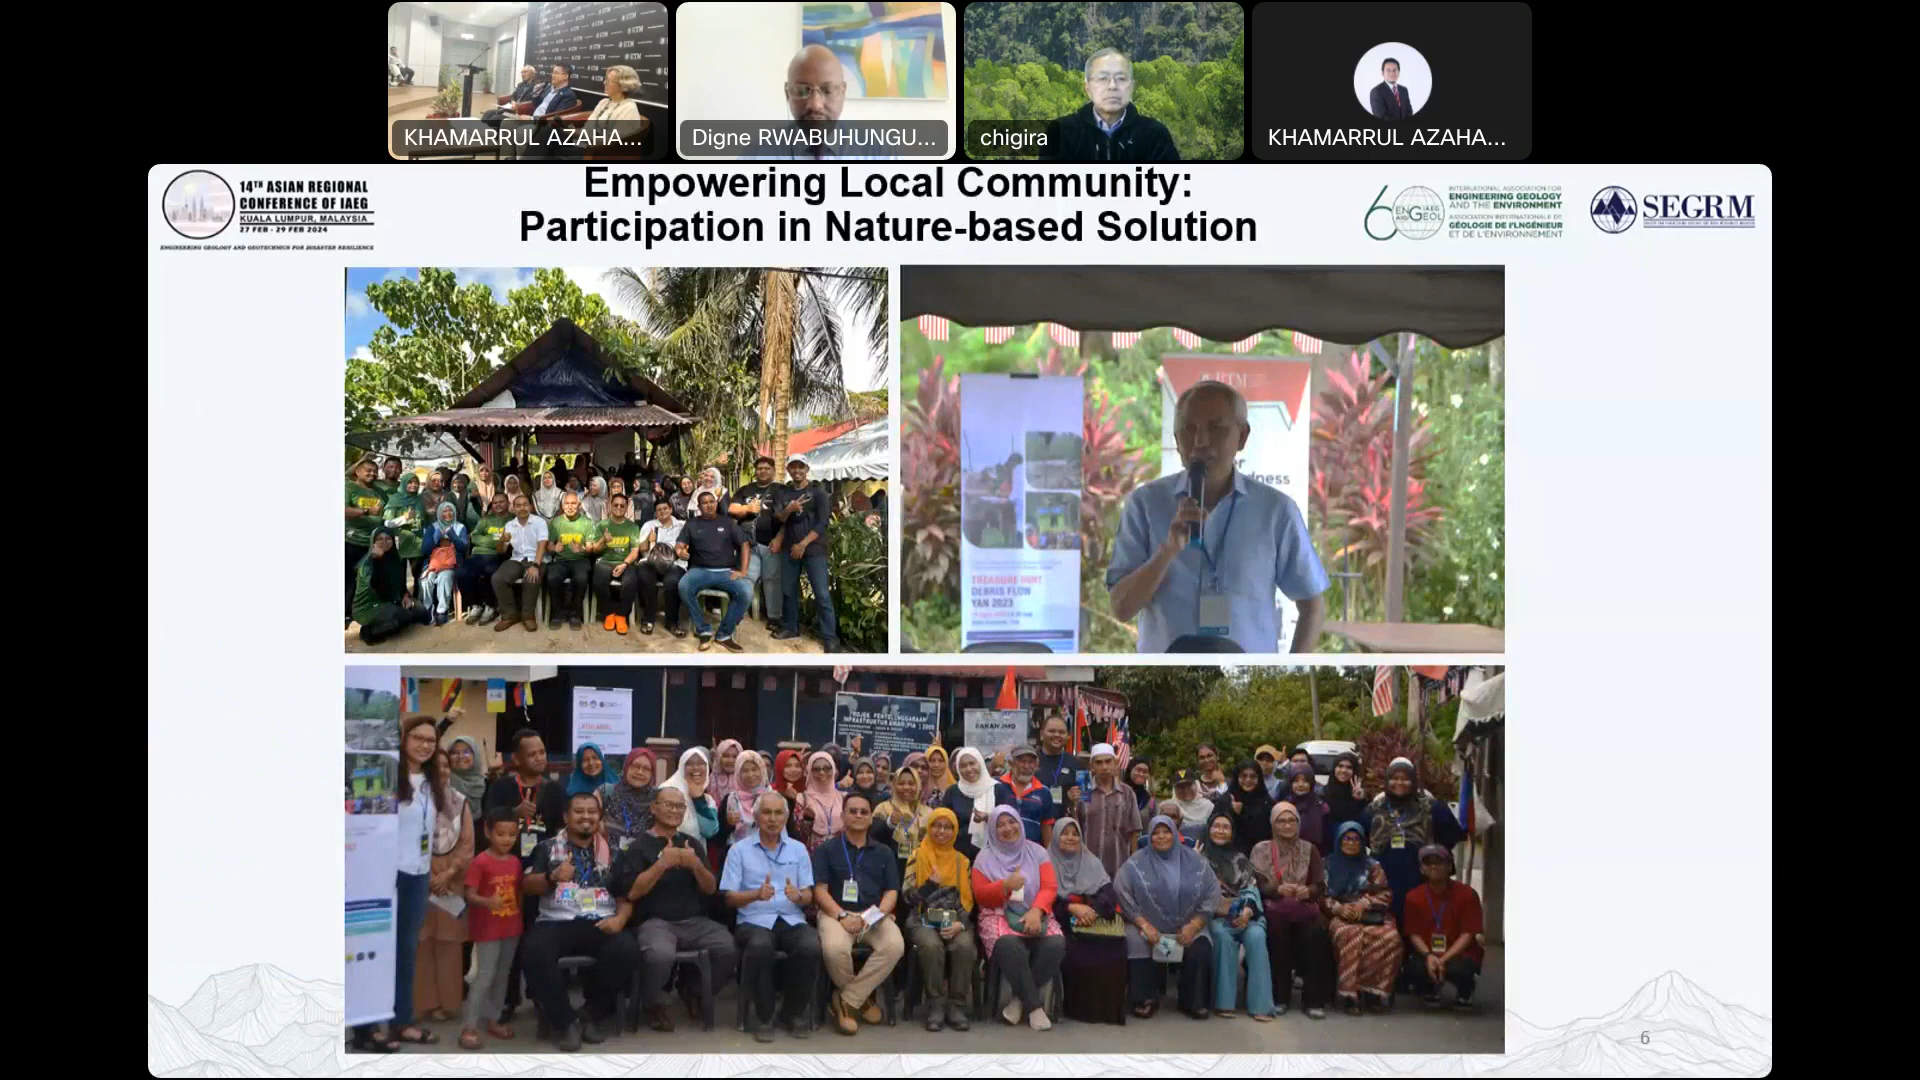 KHAMARRUL AZAHA...
Digne RWABUHUNGU...
chigira
KHAMARRUL AZAHA...
14TH ASIAN REGIONAL
CONFERENCE OF IAEG
KUALA LUMPUR, MALAYSIA
27 FEB - 29 FEB 2024
ENGINEERING GEOLOGY AND GEOTECHNICS FOR DISASTER RESILIENCE
Empowering Local Community:
Participation in Nature-based Solution
INTERNATIONAL ASSOCIATION FOR
ENGINEERING GEOLOGY
AND THE ENVIRONMENT
ASSOCIATION INTERNATIONALE DE
GÉOLOGIE DE L'INGÉNIEUR
ET DE L'ENVIRONNEMENT
SEGRM
UTM
TREASURE HUNT
DEBRIS FLOW
YAN 2023
6